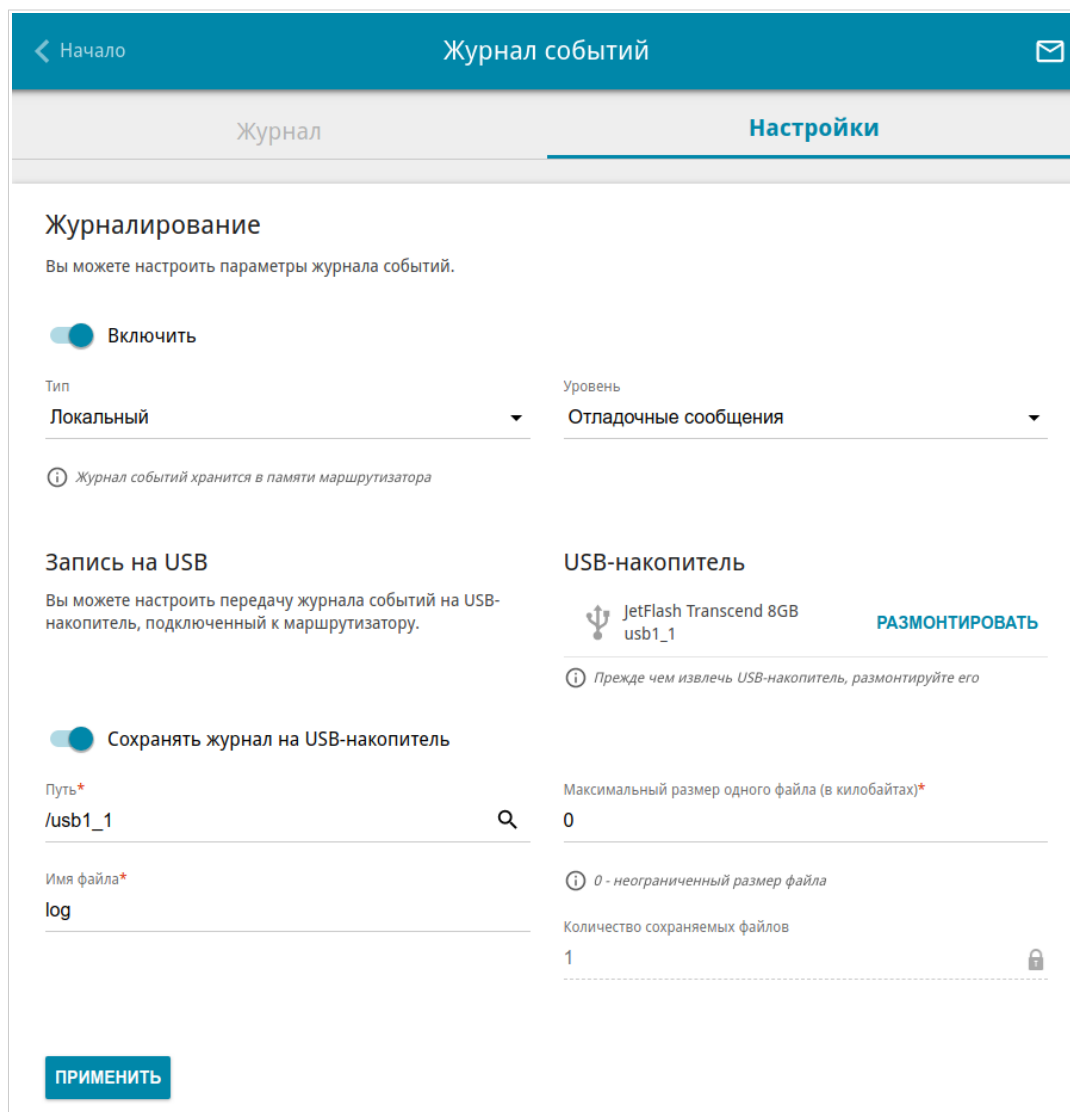 Начало
Журнал событий
Журнал
Настройки
Журналирование
Вы можете настроить параметры журнала событий.
Включить
Тип
Локальный
Уровень
Отладочные сообщения
Журнал событий хранится в памяти маршрутизатора
Запись на USB
Вы можете настроить передачу журнала событий на USB-
накопитель, подключенный к маршрутизатору.
USB-накопитель
JetFlash Transcend 8GB
usb1_1
РАЗМОНТИРОВАТЬ
Прежде чем извлечь USB-накопитель, размонтируйте его
Сохранять журнал на USB-накопитель
Путь*
/usb1_1
Максимальный размер одного файла (в килобайтах)*
0
Имя файла*
log
0 - неограниченный размер файла
Количество сохраняемых файлов
1
ПРИМЕНИТЬ